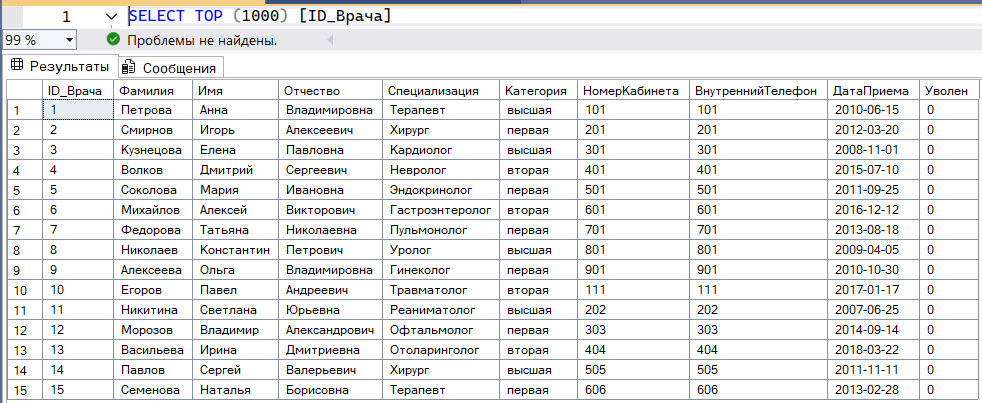 1 SELECT TOP (1000) [ID_Врача]
99 % Проблемы не найдены.
Результаты Сообщения
ID_Врача Фамилия Имя Отчество Специализация Категория НомерКабинета ВнутреннийТелефон ДатаПриема Уволен
1 1 Петрова Анна Владимировна Терапевт высшая 101 101 2010-06-15 0
2 2 Смирнов Игорь Алексеевич Хирург первая 201 201 2012-03-20 0
3 3 Кузнецова Елена Павловна Кардиолог высшая 301 301 2008-11-01 0
4 4 Волков Дмитрий Сергеевич Невролог вторая 401 401 2015-07-10 0
5 5 Соколова Мария Ивановна Эндокринолог первая 501 501 2011-09-25 0
6 6 Михайлов Алексей Викторович Гастроэнтеролог вторая 601 601 2016-12-12 0
7 7 Федорова Татьяна Николаевна Пульмонолог первая 701 701 2013-08-18 0
8 8 Николаев Константин Петрович Уролог высшая 801 801 2009-04-05 0
9 9 Алексеева Ольга Владимировна Гинеколог первая 901 901 2010-10-30 0
10 10 Егоров Павел Андреевич Травматолог вторая 111 111 2017-01-17 0
11 11 Никитина Светлана Юрьевна Реаниматолог высшая 202 202 2007-06-25 0
12 12 Морозов Владимир Александрович Офтальмолог первая 303 303 2014-09-14 0
13 13 Васильева Ирина Дмитриевна Отоларинголог вторая 404 404 2018-03-22 0
14 14 Павлов Сергей Валерьевич Хирург высшая 505 505 2011-11-11 0
15 15 Семенова Наталья Борисовна Терапевт первая 606 606 2013-02-28 0